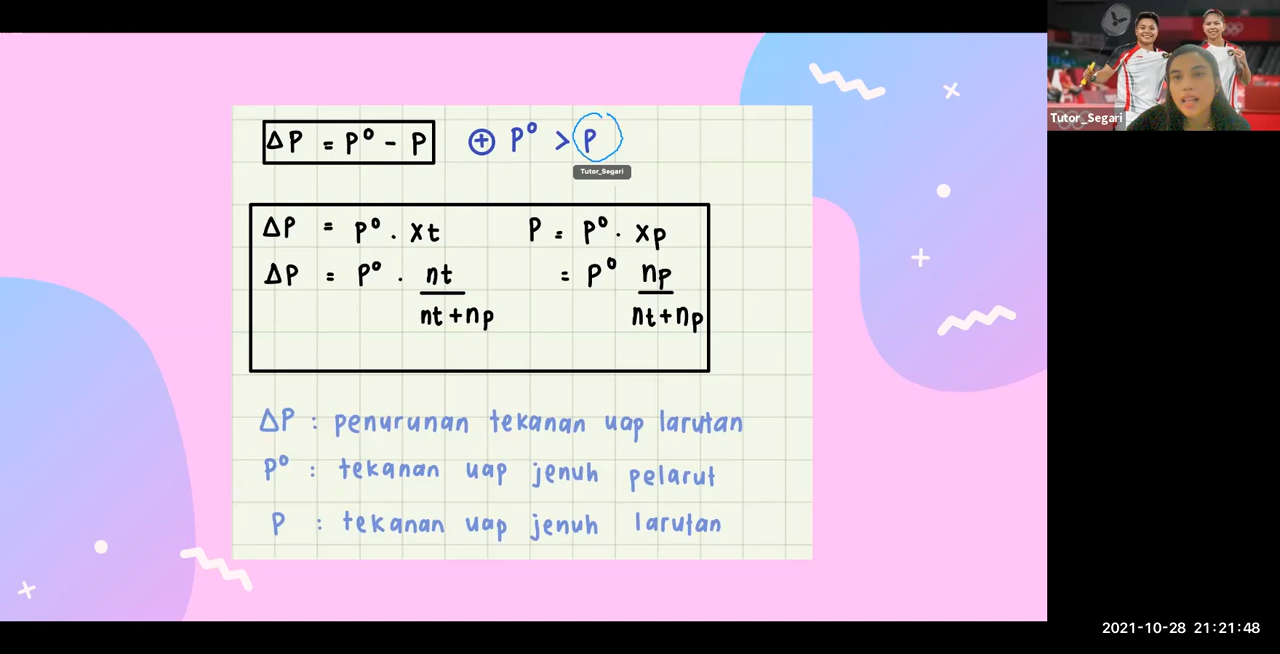 ΔP = P° - P
⊕ P° > P
Tutor_Segari
ΔP = P° . Xt
P = P° . Xp
ΔP = P° . nt / nt + np
= P° np / nt + np
ΔP : penurunan tekanan uap larutan
P° : tekanan uap jenuh pelarut
P : tekanan uap jenuh larutan
Tutor_Segari
2021-10-28 21:21:48